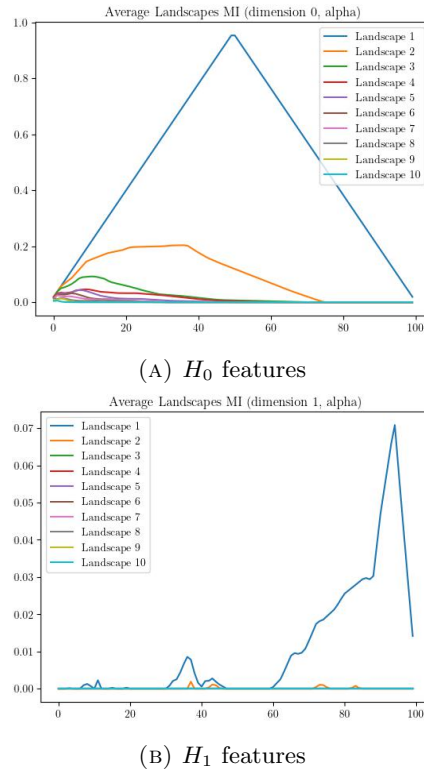 Average Landscapes MI (dimension 0, alpha)
1.0
0.8
0.6
0.4
0.2
0.0
Landscape 1
Landscape 2
Landscape 3
Landscape 4
Landscape 5
Landscape 6
Landscape 7
Landscape 8
Landscape 9
Landscape 10
0 20 40 60 80 100
(A) H₀ features
Average Landscapes MI (dimension 1, alpha)
Landscape 1
Landscape 2
Landscape 3
Landscape 4
Landscape 5
Landscape 6
Landscape 7
Landscape 8
Landscape 9
Landscape 10
0.07
0.06
0.05
0.04
0.03
0.02
0.01
0.00
0 20 40 60 80 100
(B) H₁ features